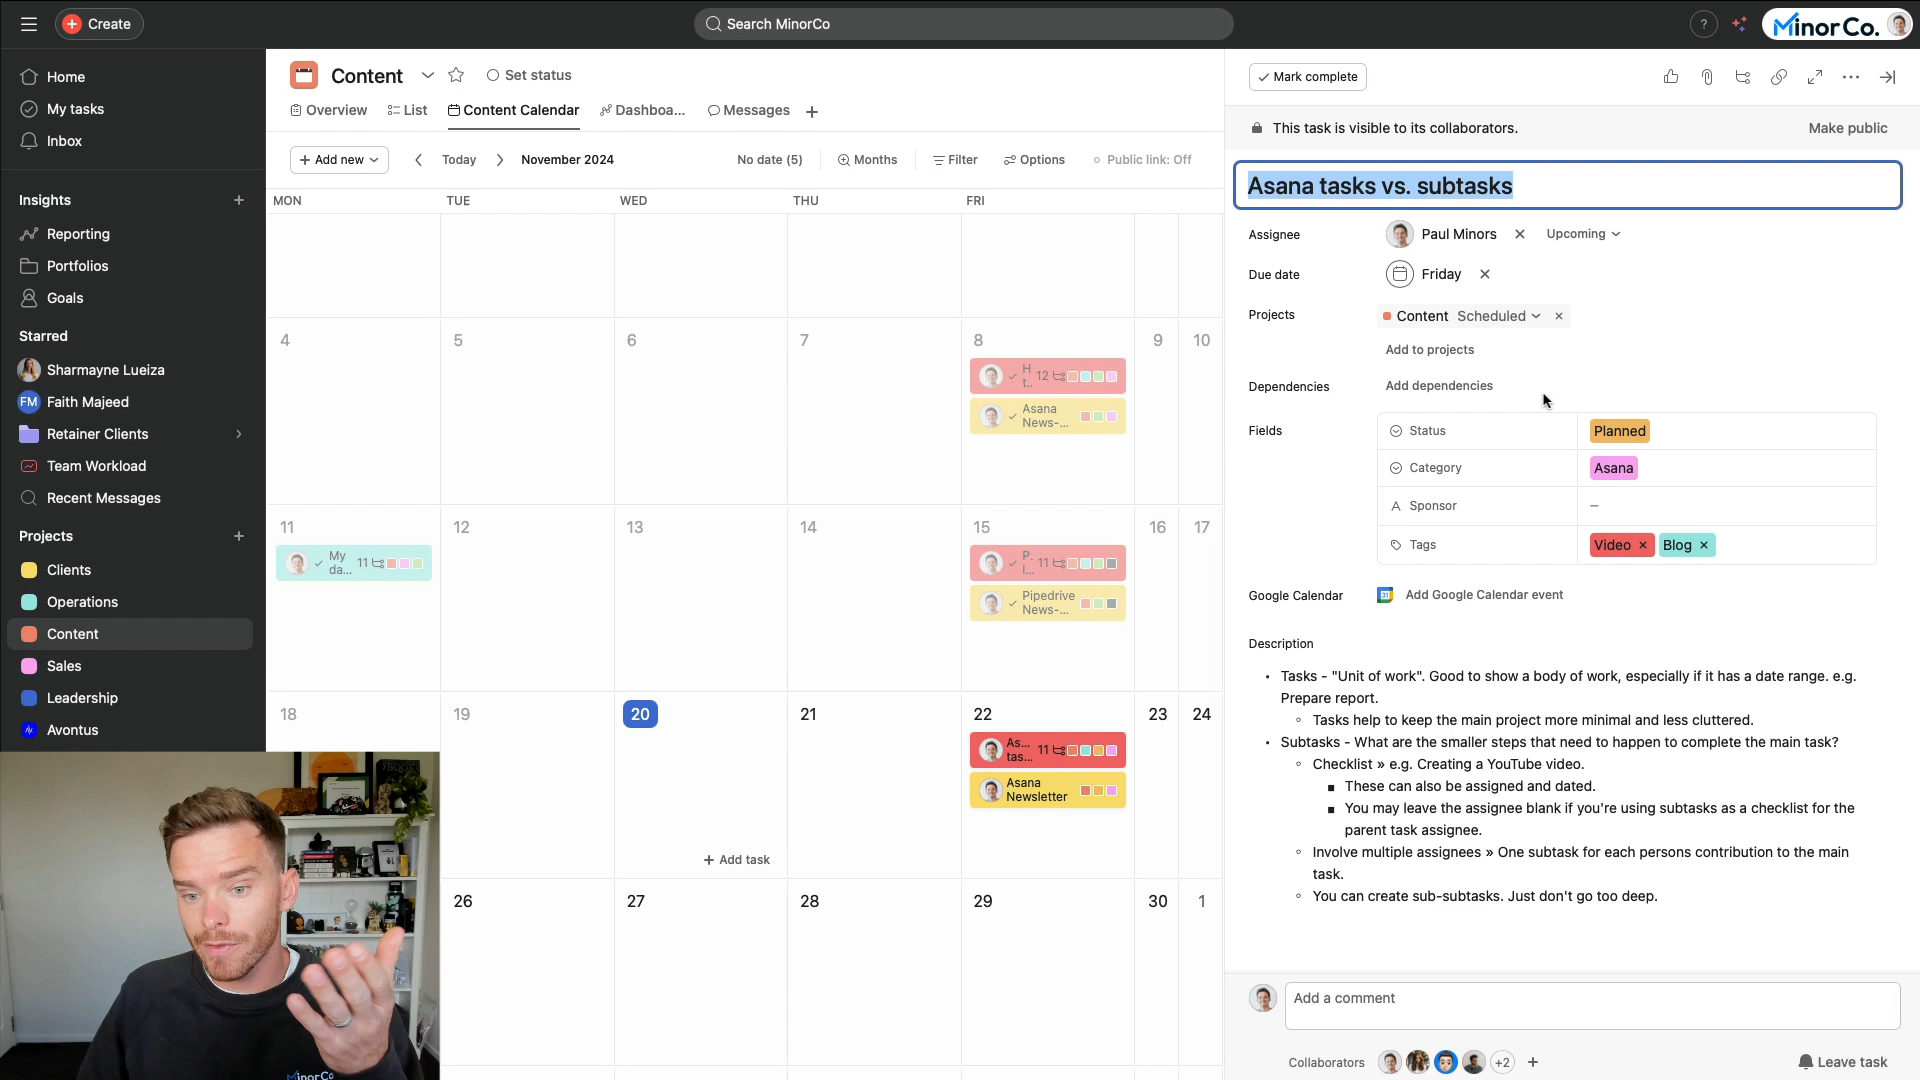 Create
Search MinorCo
?
MinorCo.
Home
My tasks
Inbox
Insights
Reporting
Portfolios
Goals
Starred
Sharmayne Lueiza
FM Faith Majeed
Retainer Clients
Team Workload
Recent Messages
Projects
Clients
Operations
Content
Sales
Leadership
Avontus
Content
Set status
Overview
List
Content Calendar
Dashboa...
Messages
Add new
Today
November 2024
No date (5)
Months
Filter
Options
Public link: Off
MON TUE WED THU FRI
4 5 6 7 8 9 10
H 12
t..
Asana
News-...
11 12 13 14 15 16 17
My 11
da...
P. 11
I...
Pipedrive
News-...
18 19 20 21 22 23 24
As... 11
tas...
Asana
Newsletter
Add task
26 27 28 29 30 1
MinorCo
Mark complete
This task is visible to its collaborators.
Make public
Asana tasks vs. subtasks
Assignee
Paul Minors
Upcoming
Due date
Friday
Projects
Content Scheduled
Add to projects
Dependencies
Add dependencies
Fields
Status Planned
Category Asana
Sponsor –
Tags Video Blog
Google Calendar
31 Add Google Calendar event
Description
• Tasks - "Unit of work". Good to show a body of work, especially if it has a date range. e.g.
Prepare report.
◦ Tasks help to keep the main project more minimal and less cluttered.
• Subtasks - What are the smaller steps that need to happen to complete the main task?
◦ Checklist » e.g. Creating a YouTube video.
▪ These can also be assigned and dated.
▪ You may leave the assignee blank if you're using subtasks as a checklist for the
parent task assignee.
◦ Involve multiple assignees » One subtask for each persons contribution to the main
task.
◦ You can create sub-subtasks. Just don't go too deep.
Add a comment
Collaborators
+2
Leave task